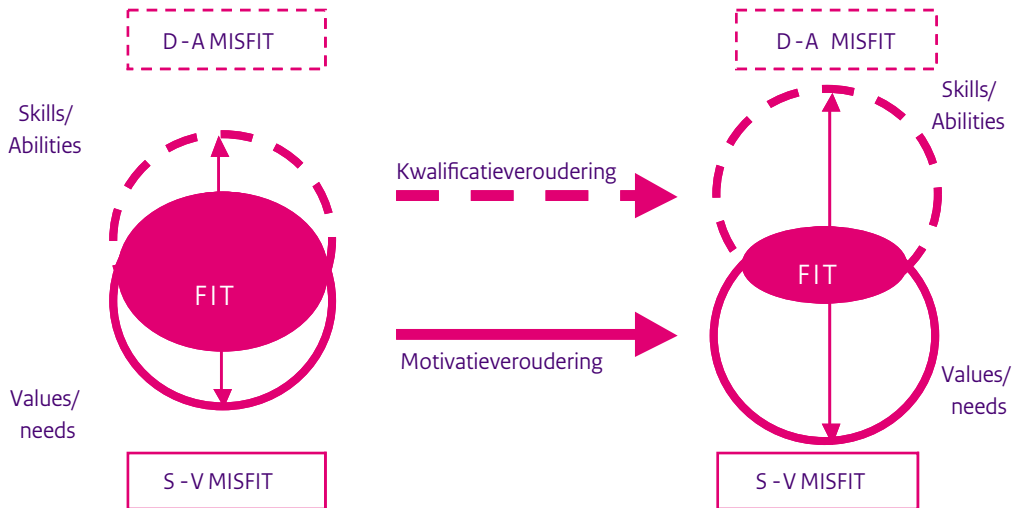 D - A MISFIT
D - A MISFIT
Skills/
Abilities
Skills/
Abilities
Kwalificatieveroudering
FIT
FIT
Motivatieveroudering
Values/
needs
Values/
needs
S - V MISFIT
S - V MISFIT